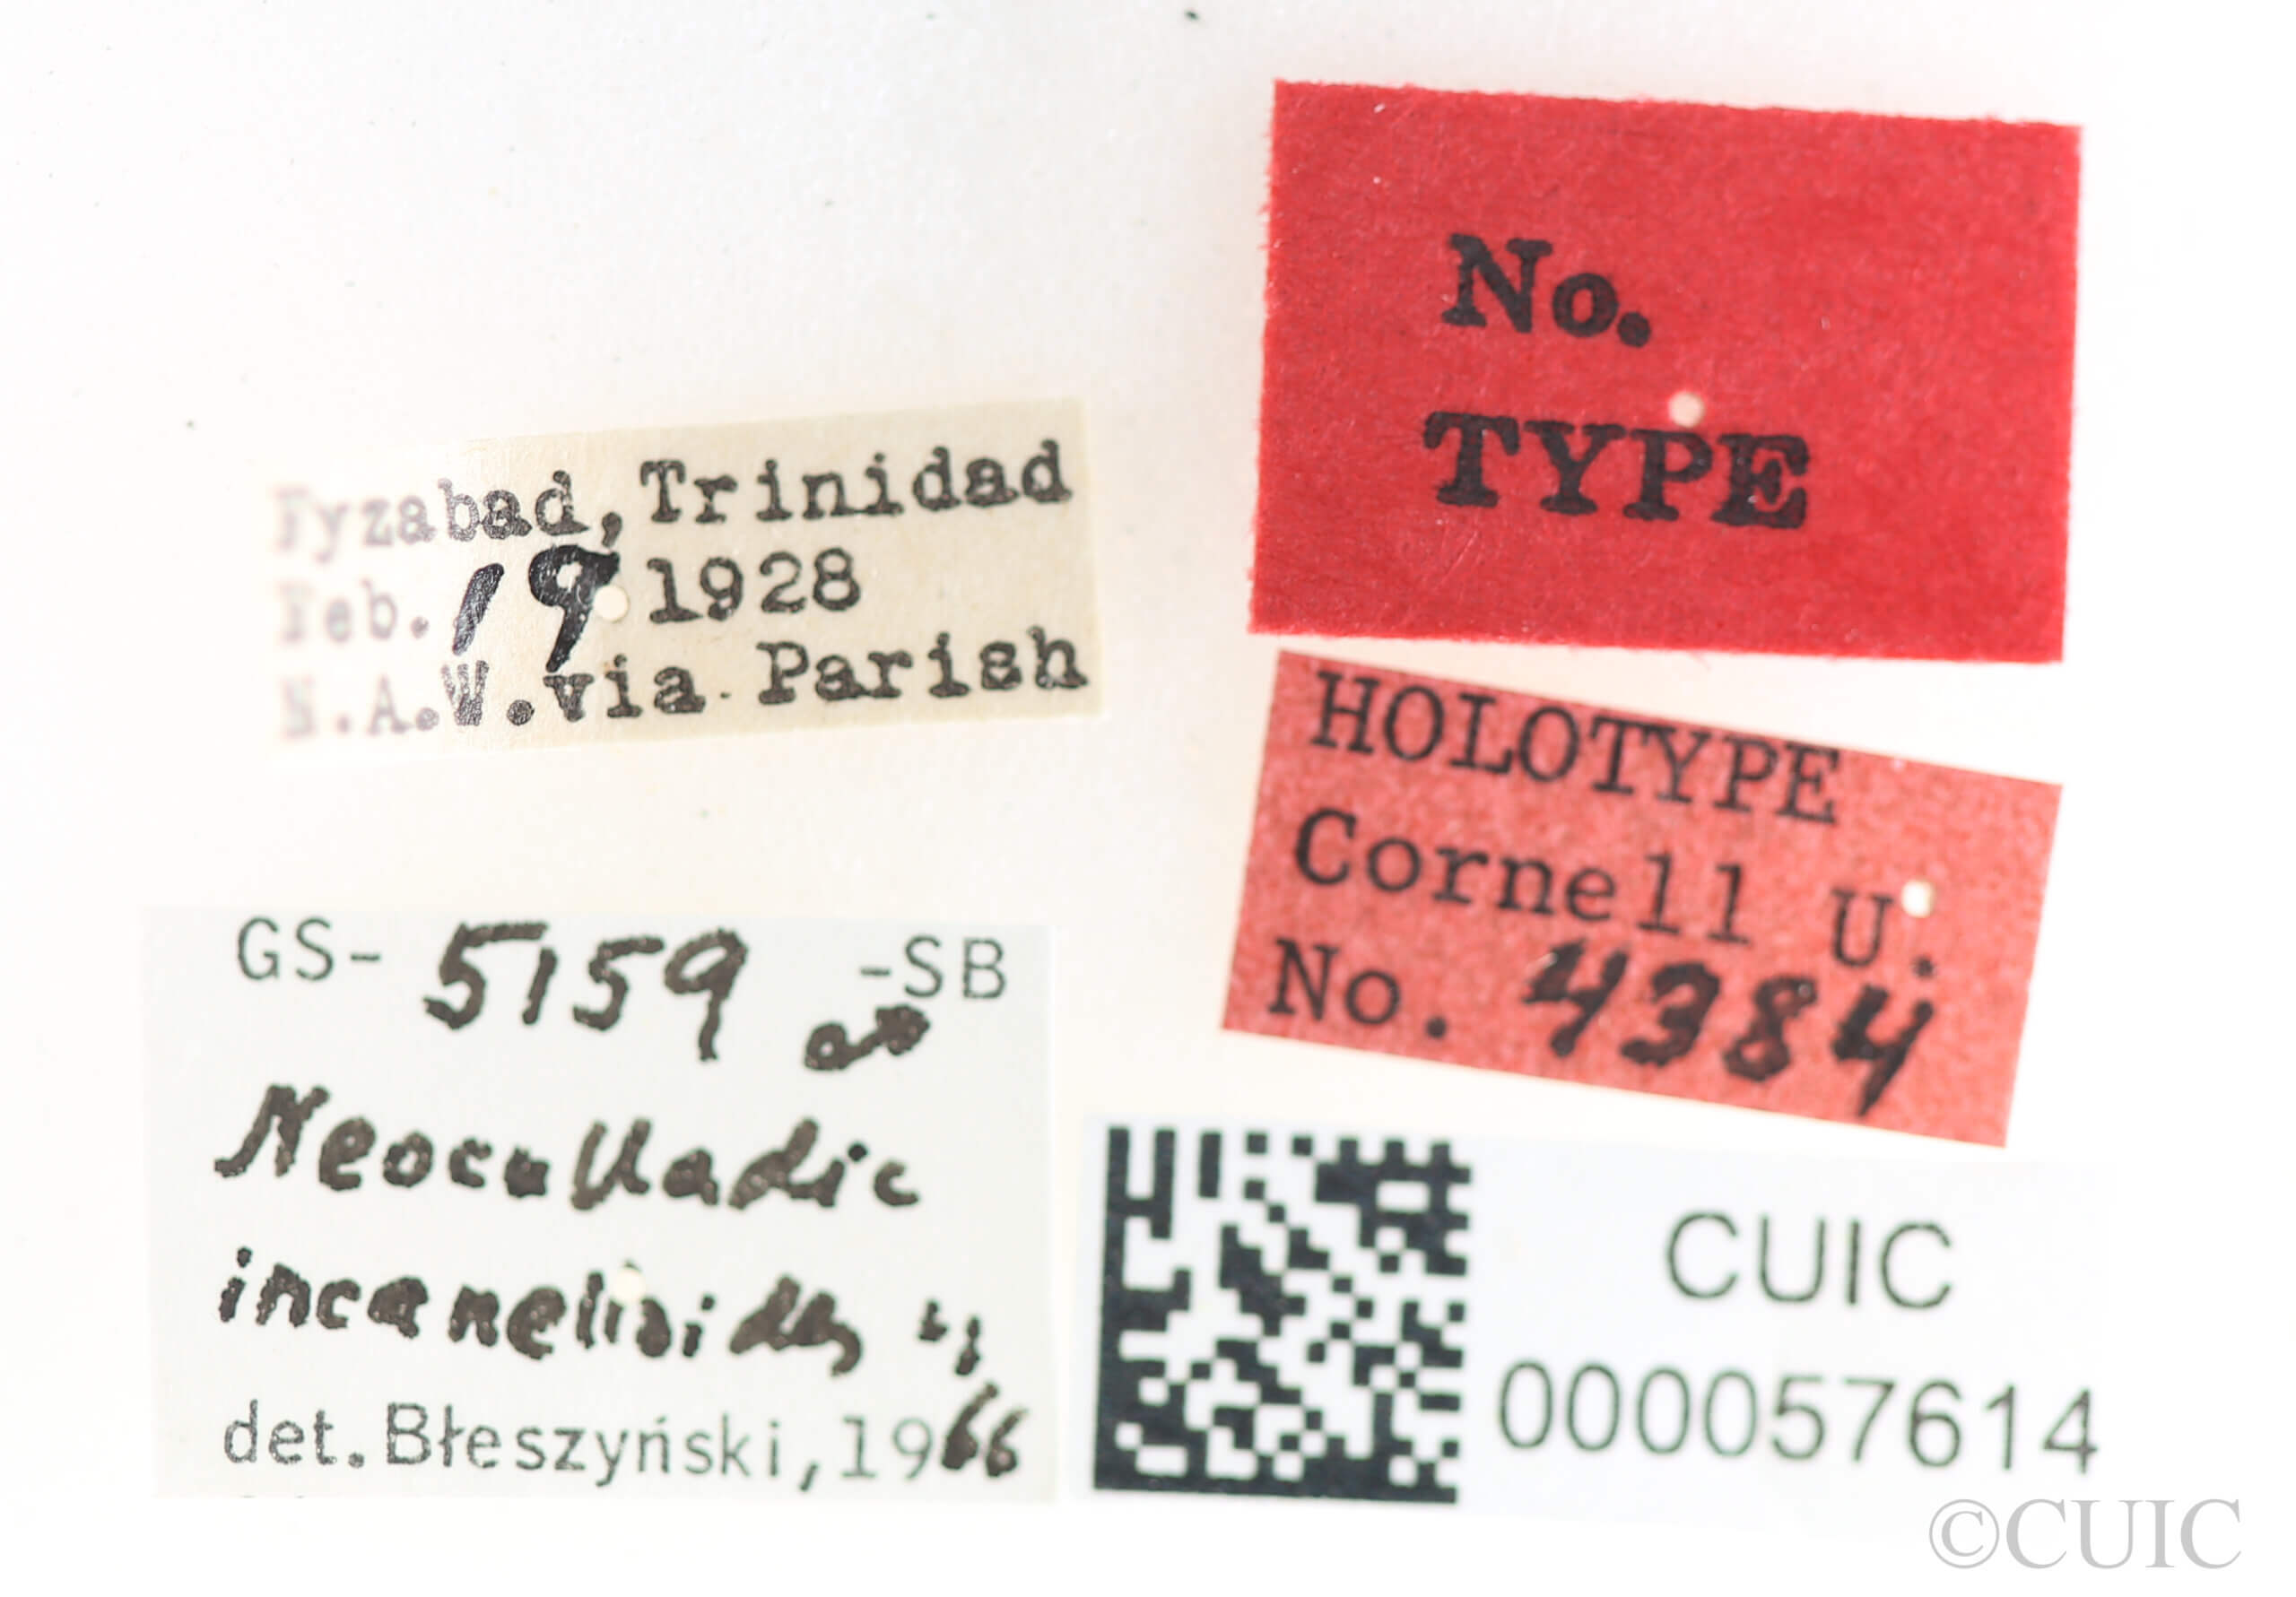 Fyzabad, Trinidad
Feb. 19 1928
N.A.W. via Parish
No.
TYPE
HOLOTYPE
Cornell U.
No. 4384
GS- 5159 -SB
♂
incanelloides
det. Błeszyński, 1966
CUIC
000057614
©CUIC